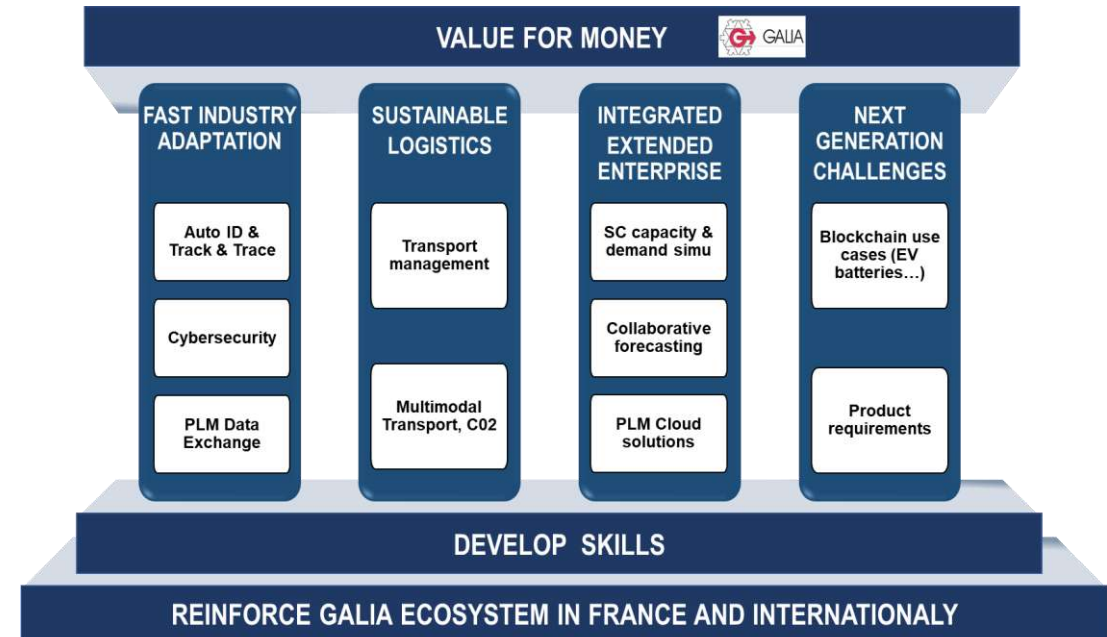 VALUE FOR MONEY
GALIA
FAST INDUSTRY
ADAPTATION
Auto ID &
Track & Trace
Cybersecurity
PLM Data
Exchange
SUSTAINABLE
LOGISTICS
Transport
management
Multimodal
Transport, C02
INTEGRATED
EXTENDED
ENTERPRISE
SC capacity &
demand simu
Collaborative
forecasting
PLM Cloud
solutions
NEXT
GENERATION
CHALLENGES
Blockchain use
cases (EV
batteries…)
Product
requirements
DEVELOP SKILLS
REINFORCE GALIA ECOSYSTEM IN FRANCE AND INTERNATIONALY